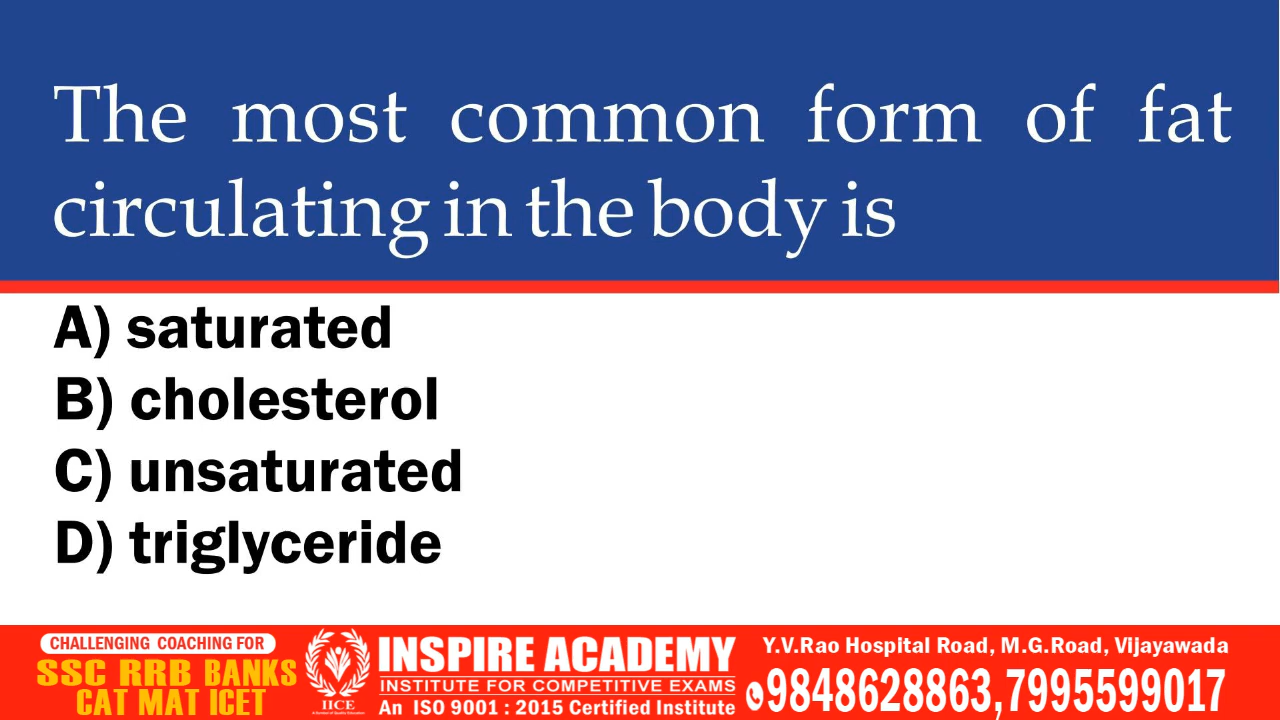 The most common form of fat
circulating in the body is
A) saturated
B) cholesterol
C) unsaturated
D) triglyceride
CHALLENGING COACHING FOR
SSC RRB BANKS
CAT MAT ICET
IICE
INSPIRE ACADEMY
INSTITUTE FOR COMPETITIVE EXAMS
An ISO 9001 : 2015 Certified Institute
Y.V.Rao Hospital Road, M.G.Road, Vijayawada
9848628863,7995599017